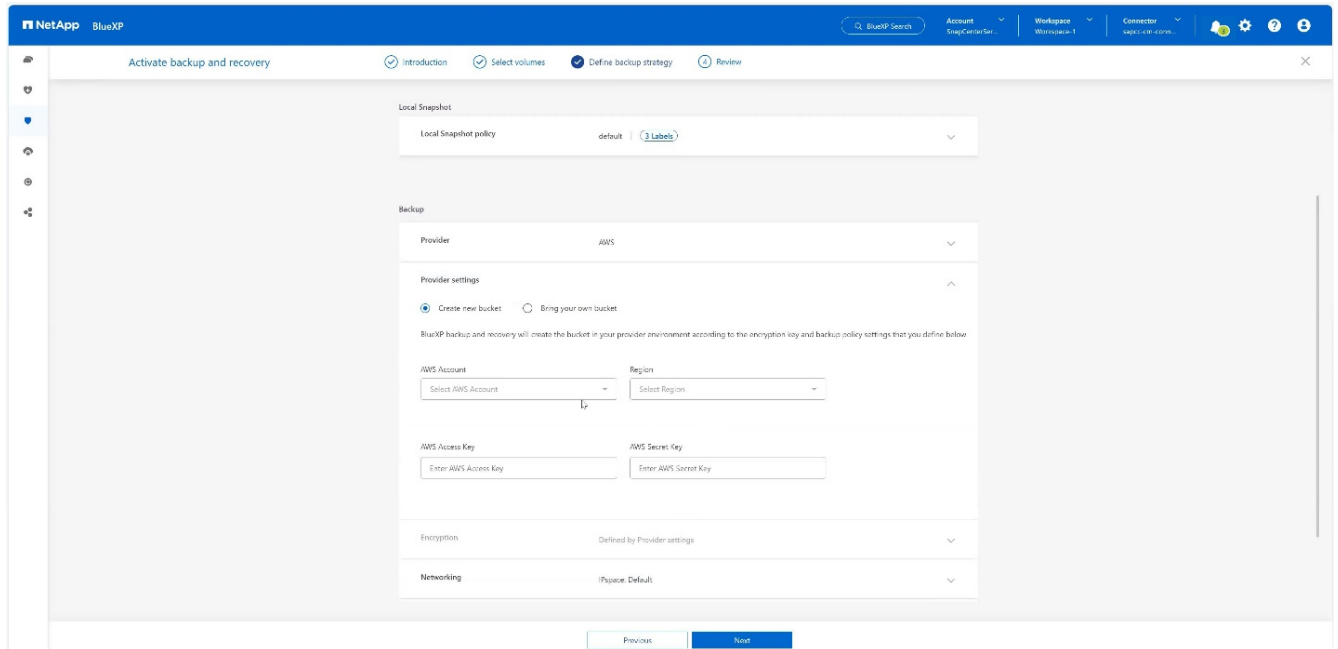 NetApp BlueXP
BlueXP Search
Account
SnapCenterSer...
Workspace
Workspace-1
Connector
sapcc-cm-conn...
3
Activate backup and recovery
Introduction
Select volumes
Define backup strategy
4 Review
Local Snapshot
Local Snapshot policy
default | 3 Labels
Backup
Provider
AWS
Provider settings
Create new bucket
Bring your own bucket
BlueXP backup and recovery will create the bucket in your provider environment according to the encryption key and backup policy settings that you define below
AWS Account
Region
Select AWS Account
Select Region
AWS Access Key
AWS Secret Key
Enter AWS Access Key
Enter AWS Secret Key
Encryption
Defined by Provider settings
Networking
IPspace: Default
Previous
Next